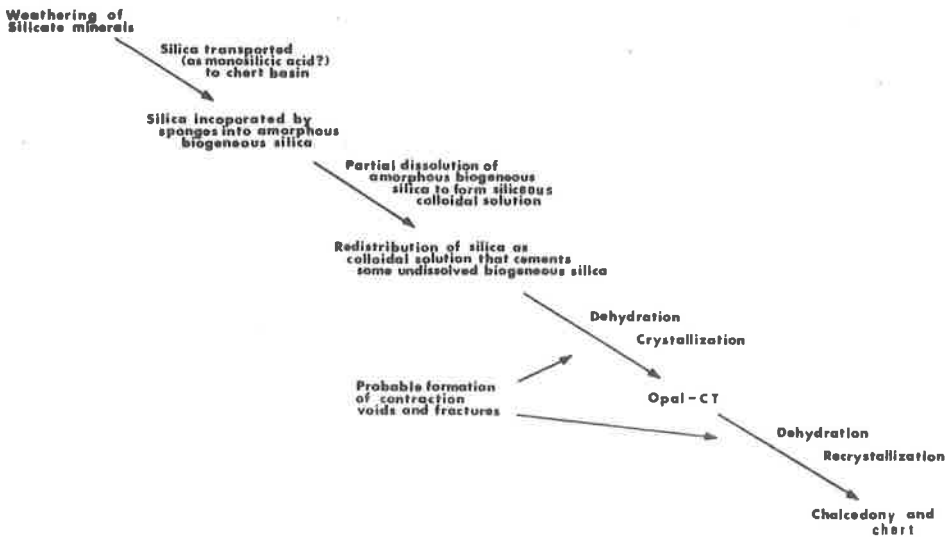 Weathering of
Silicate minerals
Silica transported
(as monosilicic acid?)
to chert basin
Silica incoporated by
sponges into amorphous
biogeneous silica
Partial dissolution of
amorphous biogeneous
silica to form siliceous
colloidal solution
Redistribution of silica as
colloidal solution that cements
some undissolved biogeneous silica
Dehydration
Crystallization
Probable formation
of contraction
voids and fractures
Opal-CT
Dehydration
Recrystallization
Chalcedony and
chert